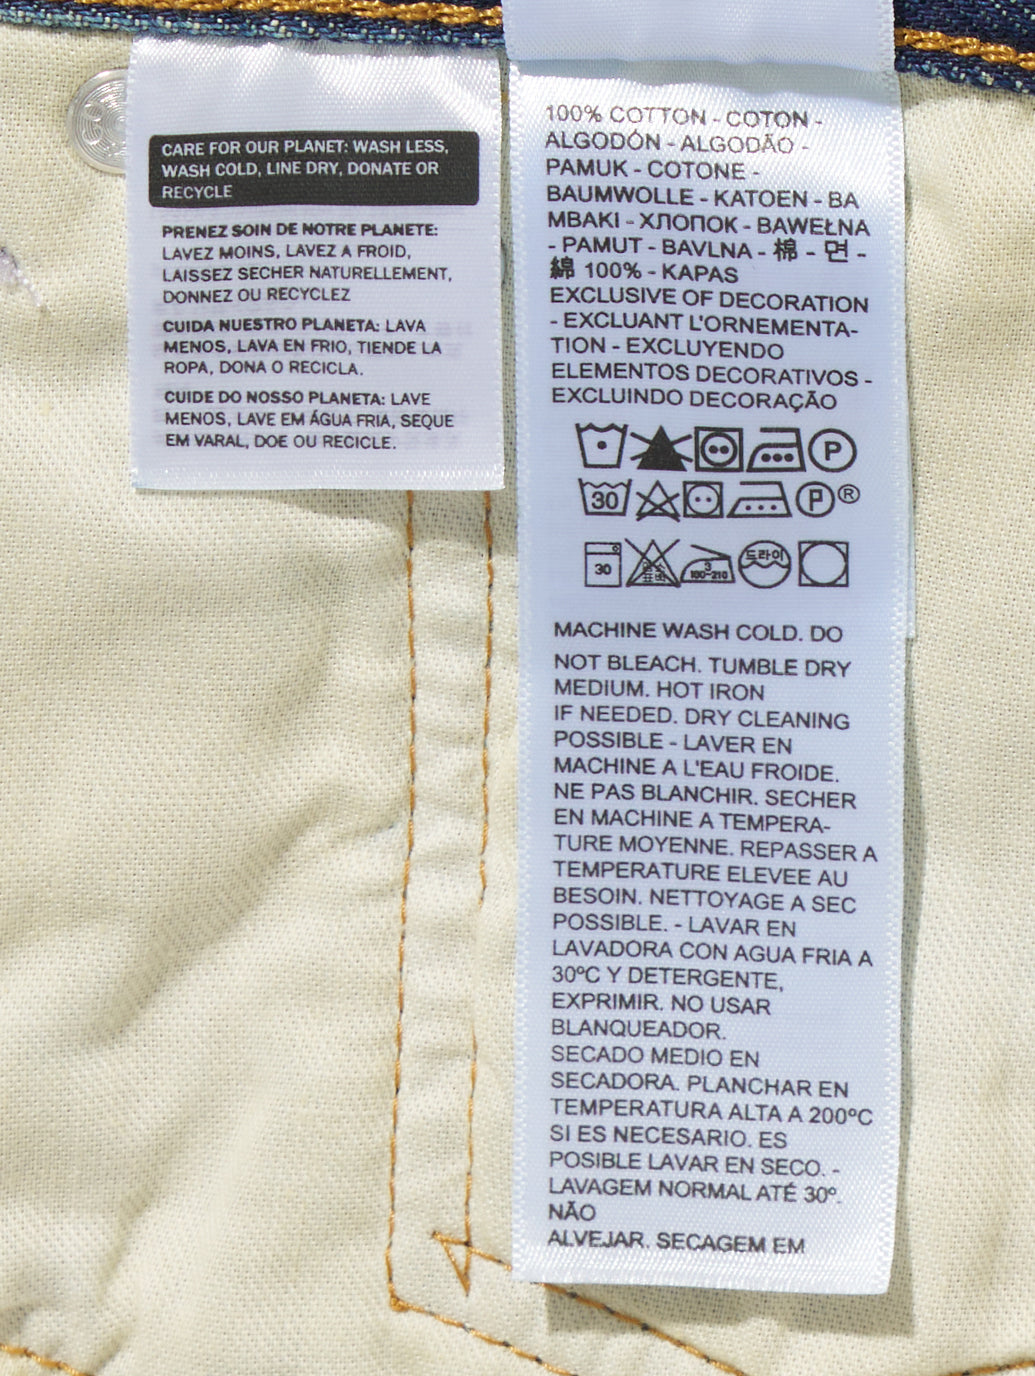 CARE FOR OUR PLANET: WASH LESS,
WASH COLD, LINE DRY, DONATE OR
RECYCLE
PRENEZ SOIN DE NOTRE PLANETE:
LAVEZ MOINS, LAVEZ A FROID,
LAISSEZ SECHER NATURELLEMENT,
DONNEZ OU RECYCLEZ
CUIDA NUESTRO PLANETA: LAVA
MENOS, LAVA EN FRIO, TIENDE LA
ROPA, DONA O RECICLA.
CUIDE DO NOSSO PLANETA: LAVE
MENOS, LAVE EM ÁGUA FRIA, SEQUE
EM VARAL, DOE OU RECICLE.
100% COTTON - COTON -
ALGODÓN - ALGODÃO -
PAMUK - COTONE -
BAUMWOLLE - KATOEN - BA
MBAKI - ХЛОПОК - BAWEŁNA
- PAMUT - BAVLNA - 棉 - 면 -
綿 100% - KAPAS
EXCLUSIVE OF DECORATION
- EXCLUANT L'ORNEMENTA-
TION - EXCLUYENDO
ELEMENTOS DECORATIVOS -
EXCLUINDO DECORAÇÃO
P
30 P ®
30 3 180~210 드라이
MACHINE WASH COLD. DO
NOT BLEACH. TUMBLE DRY
MEDIUM. HOT IRON
IF NEEDED. DRY CLEANING
POSSIBLE - LAVER EN
MACHINE A L'EAU FROIDE.
NE PAS BLANCHIR. SECHER
EN MACHINE A TEMPERA-
TURE MOYENNE. REPASSER A
TEMPERATURE ELEVEE AU
BESOIN. NETTOYAGE A SEC
POSSIBLE. - LAVAR EN
LAVADORA CON AGUA FRIA A
30ºC Y DETERGENTE,
EXPRIMIR. NO USAR
BLANQUEADOR.
SECADO MEDIO EN
SECADORA. PLANCHAR EN
TEMPERATURA ALTA A 200ºC
SI ES NECESARIO. ES
POSIBLE LAVAR EN SECO. -
LAVAGEM NORMAL ATÉ 30º.
NÃO
ALVEJAR. SECAGEM EM